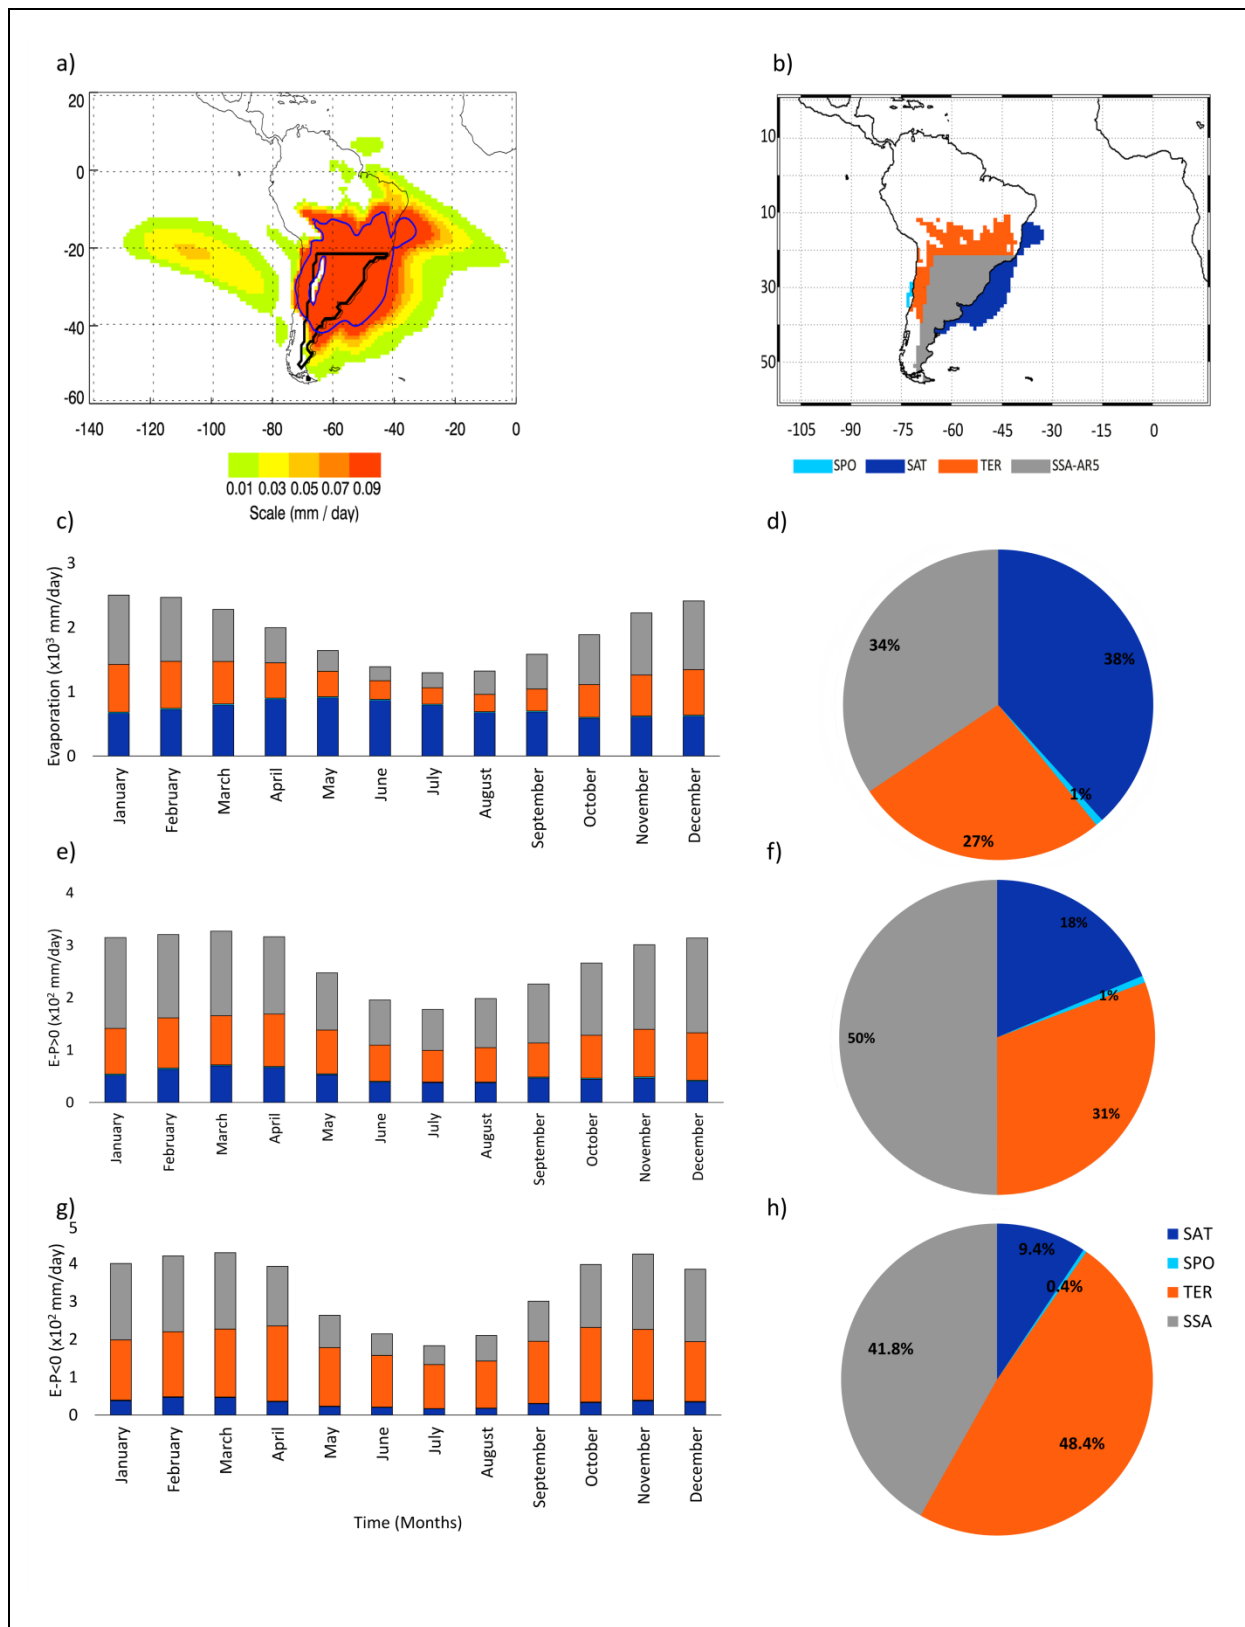 a)
20
0
-20
-40
-60
-140 -120 -100 -80 -60 -40 -20 0
0.01 0.03 0.05 0.07 0.09
Scale (mm / day)
b)
10
10
30
50
-105 -90 -75 -60 -45 -30 -15 0
SPO SAT TER SSA-AR5
c)
Evaporation (x10³ mm/day)
3
2
1
0
January February March April May June July August September October November December
d)
34%
38%
1%
27%
e)
E-P>0 (x10² mm/day)
4
3
2
1
0
January February March April May June July August September October November December
f)
18%
1%
50%
31%
g)
E-P<0 (x10² mm/day)
5
4
3
2
1
0
January February March April May June July August September October November December
Time (Months)
h)
9.4%
0.4%
41.8%
48.4%
SAT
SPO
TER
SSA